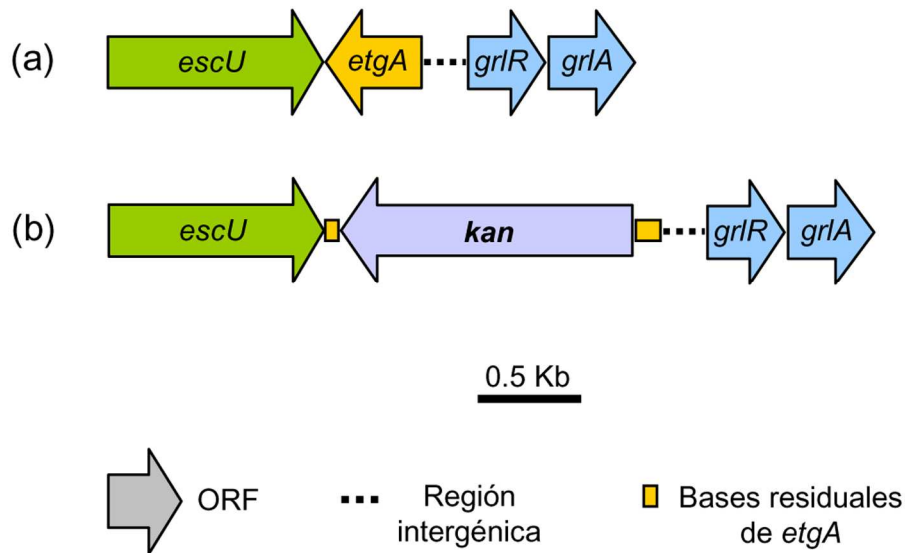 (a) escU etgA grlR grlA
(b) escU kan grlR grlA
0.5 Kb
ORF
Región
intergénica
Bases residuales
de etgA